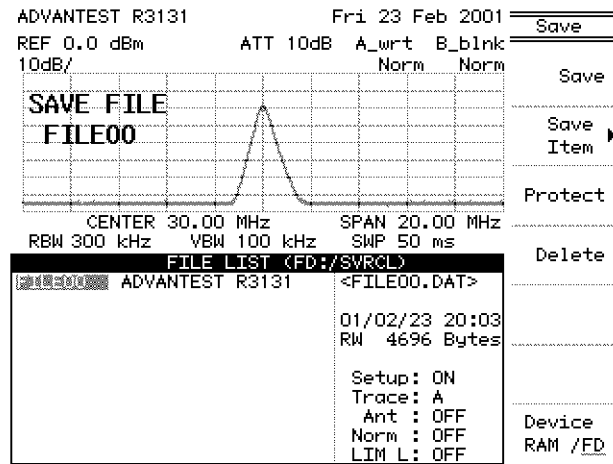 ADVANTEST R3131 Fri 23 Feb 2001
REF 0.0 dBm ATT 10dB A_wrt B_blnk
10dB/ Norm Norm
SAVE FILE
FILE00
CENTER 30.00 MHz SPAN 20.00 MHz
RBW 300 kHz VBW 100 kHz SWP 50 ms
FILE LIST (FD:/SVRCL)
FILE00 ADVANTEST R3131 <FILE00.DAT>
01/02/23 20:03
RW 4696 Bytes
Setup: ON
Trace: A
Ant : OFF
Norm : OFF
LIM L: OFF
Save
Save
Save
Item
Protect
Delete
Device
RAM /FD